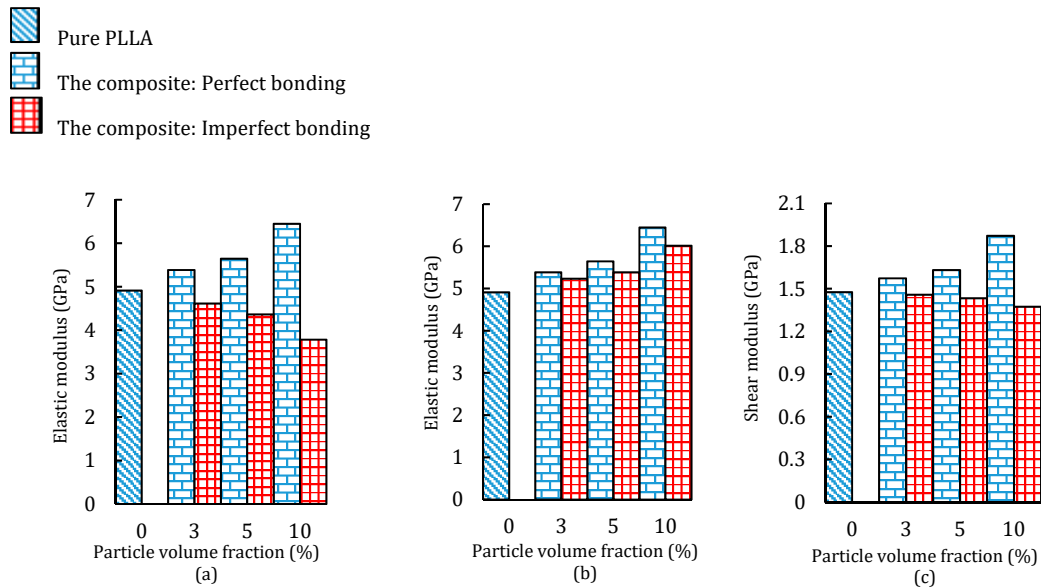 Pure PLLA
The composite: Perfect bonding
The composite: Imperfect bonding
Elastic modulus (GPa)
7
6
5
4
3
2
1
0
0 3 5 10
Particle volume fraction (%)
(a)
Elastic modulus (GPa)
7
6
5
4
3
2
1
0
0 3 5 10
Particle volume fraction (%)
(b)
Shear modulus (GPa)
2.1
1.8
1.5
1.2
0.9
0.6
0.3
0
0 3 5 10
Particle volume fraction (%)
(c)